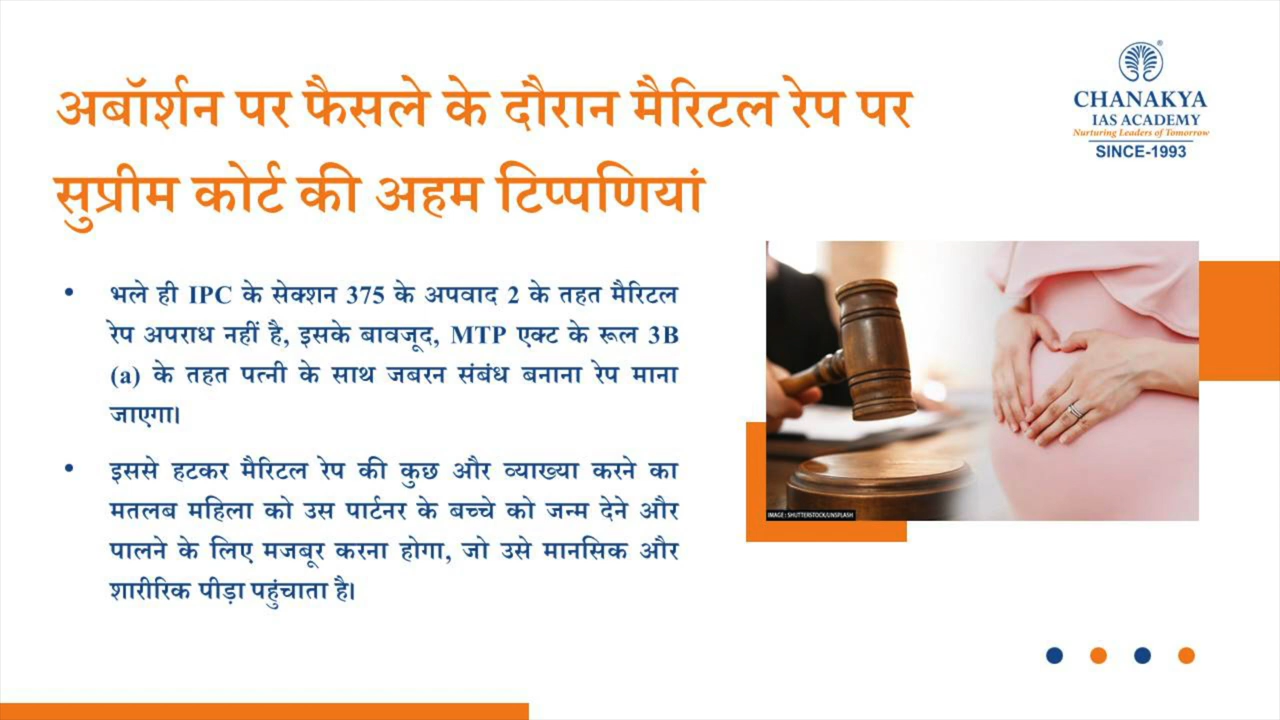 अबॉर्शन पर फैसले के दौरान मैरिटल रेप पर
सुप्रीम कोर्ट की अहम टिप्पणियां
CHANAKYA
IAS ACADEMY
Nurturing Leaders of Tomorrow
SINCE-1993
• भले ही IPC के सेक्शन 375 के अपवाद 2 के तहत मैरिटल
रेप अपराध नहीं है, इसके बावजूद, MTP एक्ट के रूल 3B
(a) के तहत पत्नी के साथ जबरन संबंध बनाना रेप माना
जाएगा।
• इससे हटकर मैरिटल रेप की कुछ और व्याख्या करने का
मतलब महिला को उस पार्टनर के बच्चे को जन्म देने और
पालने के लिए मजबूर करना होगा, जो उसे मानसिक और
शारीरिक पीड़ा पहुंचाता है।
IMAGE : SHUTTERSTOCK/UNSPLASH